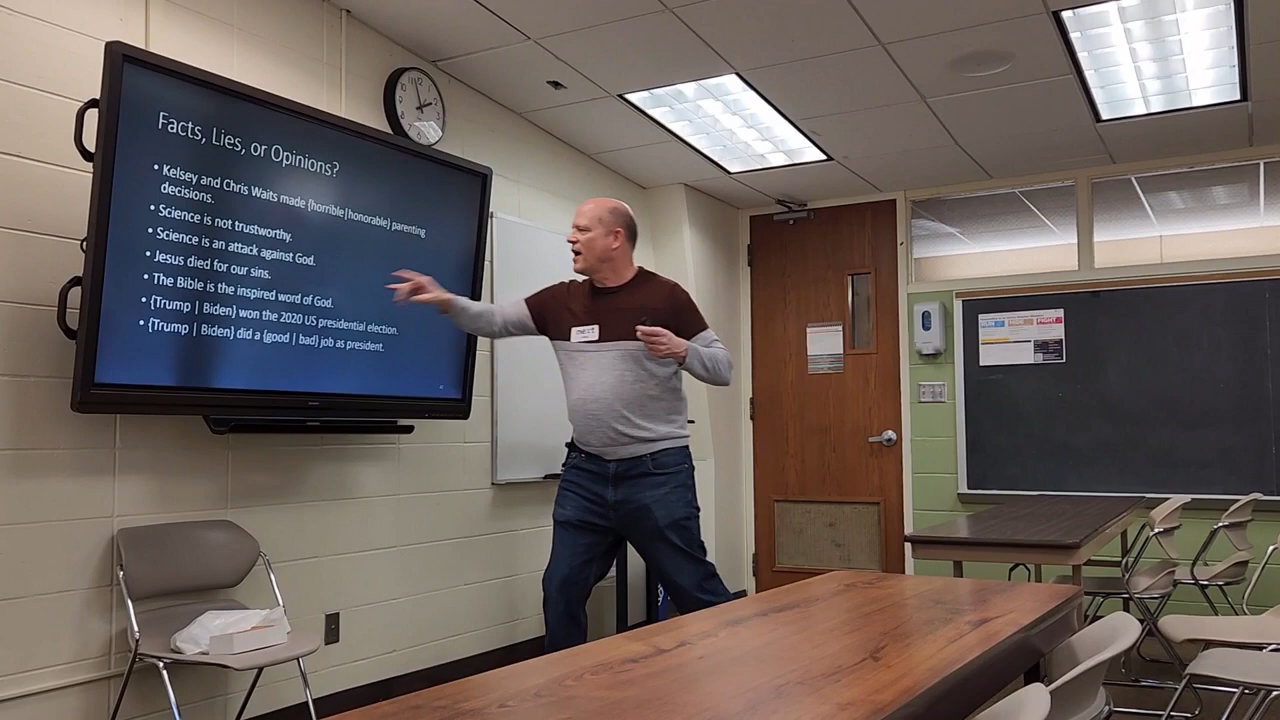 Facts, Lies, or Opinions?
• Kelsey and Chris Waits made {horrible|honorable} parenting
decisions.
• Science is not trustworthy.
• Science is an attack against God.
• Jesus died for our sins.
• The Bible is the inspired word of God.
• {Trump | Biden} won the 2020 US presidential election.
• {Trump | Biden} did a {good | bad} job as president.
RUN
FIGHT